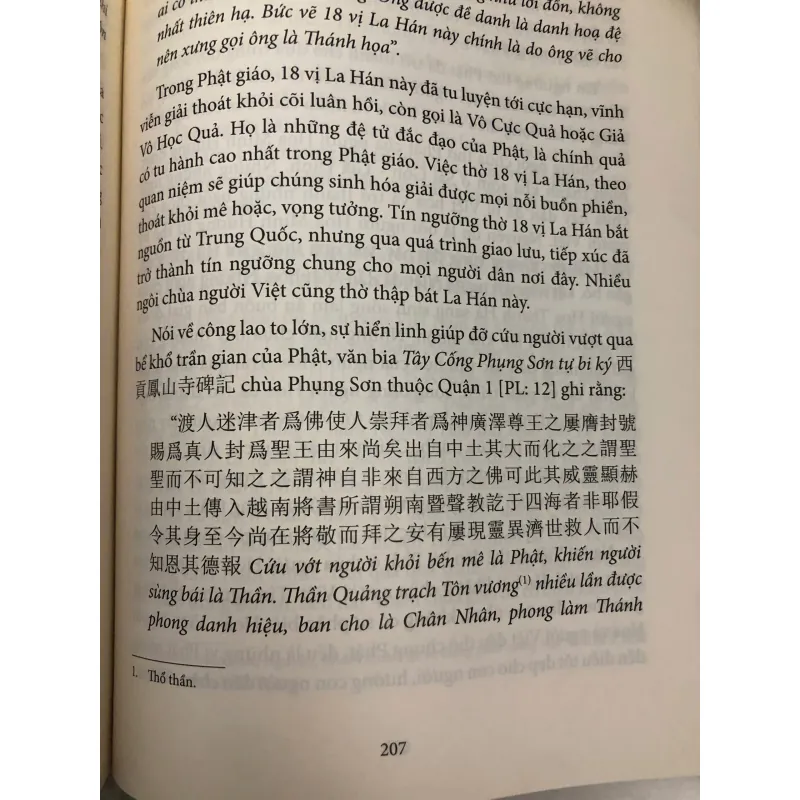 ai có
như lời đồn, không
nhất thiên hạ. Bức vẽ 18 vị La Hán này chính là do ông vẽ cho
Ông được đề danh là danh hoạ đệ
nên xưng gọi ông là Thánh họa”.
Trong Phật giáo, 18 vị La Hán này đã tu luyện tới cực hạn, vĩnh
viễn giải thoát khỏi cõi luân hồi, còn gọi là Vô Cực Quả hoặc Giả
Vô Học Quả. Họ là những đệ tử đắc đạo của Phật, là chính quả
có tu hành cao nhất trong Phật giáo. Việc thờ 18 vị La Hán, theo
quan niệm sẽ giúp chúng sinh hóa giải được mọi nỗi buồn phiền,
thoát khỏi mê hoặc, vọng tưởng. Tín ngưỡng thờ 18 vị La Hán bắt
nguồn từ Trung Quốc, nhưng qua quá trình giao lưu, tiếp xúc đã
trở thành tín ngưỡng chung cho mọi người dân nơi đây. Nhiều
ngôi chùa người Việt cũng thờ thập bát La Hán này.
Nói về công lao to lớn, sự hiển linh giúp đỡ cứu người vượt qua
bể khổ trần gian của Phật, văn bia Tây Cống Phụng Sơn tự bi ký 西
貢鳳山寺碑記 chùa Phụng Sơn thuộc Quận 1 [PL: 12] ghi rằng:
“渡人迷津者爲佛使人崇拜者爲神廣澤尊王之屢膺封號
賜爲真人封爲聖王由來尚矣出自中土其大而化之之謂聖
聖而不可知之之謂神自非來自西方之佛可此其威靈顯赫
由中土傳入越南將書所謂朔南暨聲教訖于四海者非耶假
令其身至今尚在將敬而拜之安有屢現靈異濟世救人而不
知恩其德報 Cứu vớt người khỏi bến mê là Phật, khiến người
sùng bái là Thần. Thần Quảng trạch Tôn vương(1) nhiều lần được
phong danh hiệu, ban cho là Chân Nhân, phong làm Thánh
1. Thổ thần.
207